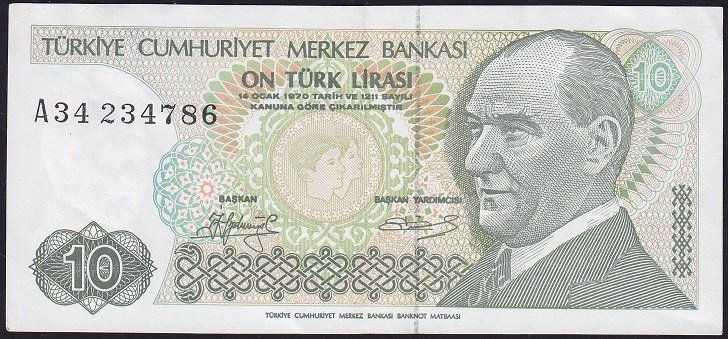 TÜRKİYE CUMHURİYET MERKEZ BANKASI
ON TÜRK LİRASI
10
14 OCAK 1970 TARİH VE 1211 SAYILI
KANUNA GÖRE ÇIKARILMIŞTIR
A34 234786
BAŞKAN
BAŞKAN YARDIMCISI
10
TÜRKİYE CUMHURİYET MERKEZ BANKASI BANKNOT MATBAASI